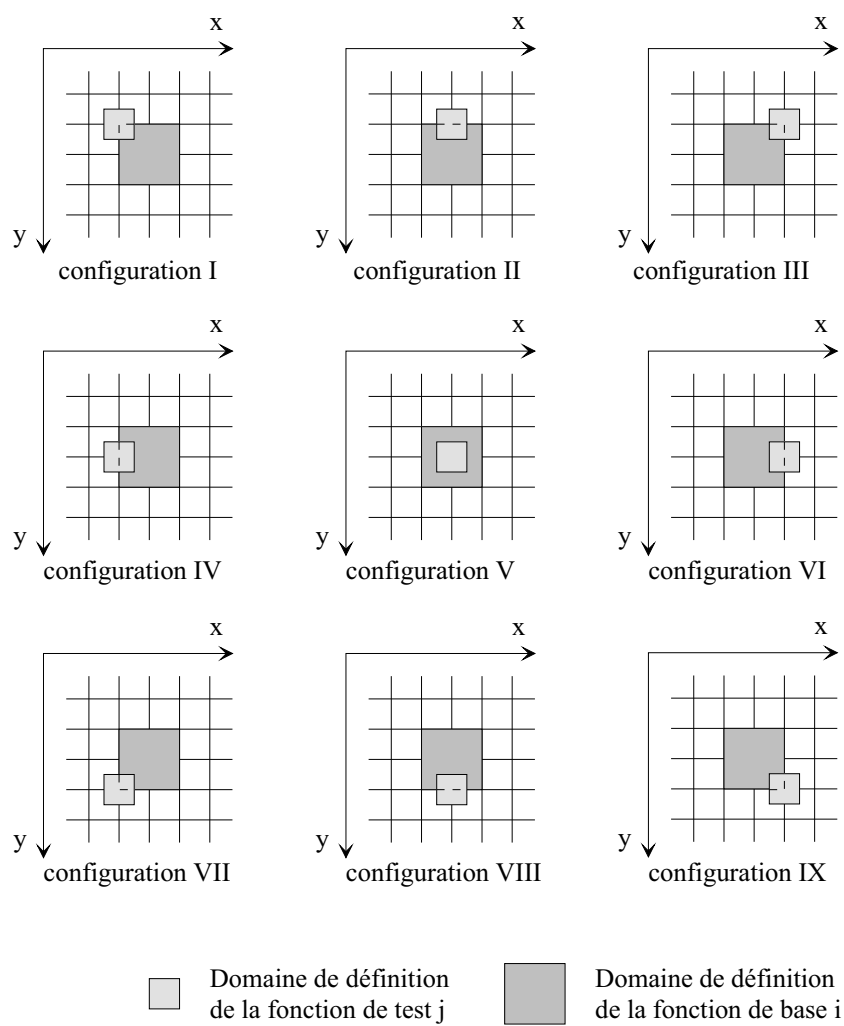 x x x
y y y
configuration I configuration II configuration III
x x x
y y y
configuration IV configuration V configuration VI
x x x
y y y
configuration VII configuration VIII configuration IX
Domaine de définition
de la fonction de test j
Domaine de définition
de la fonction de base i